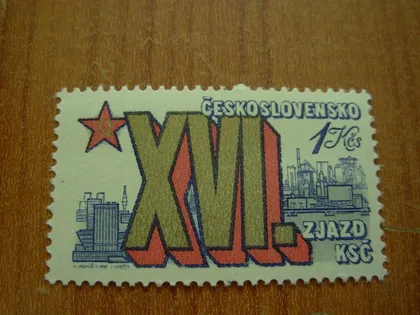 ČESKOSLOVENSKO
1 Kčs
XVI.
ZJAZD
KSČ